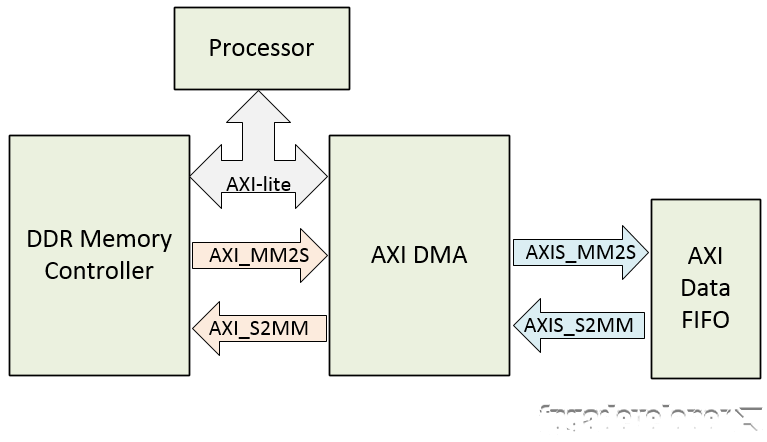 Processor
AXI-lite
DDR Memory
Controller
AXI_MM2S
AXI_S2MM
AXI DMA
AXIS_MM2S
AXIS_S2MM
AXI
Data
FIFO